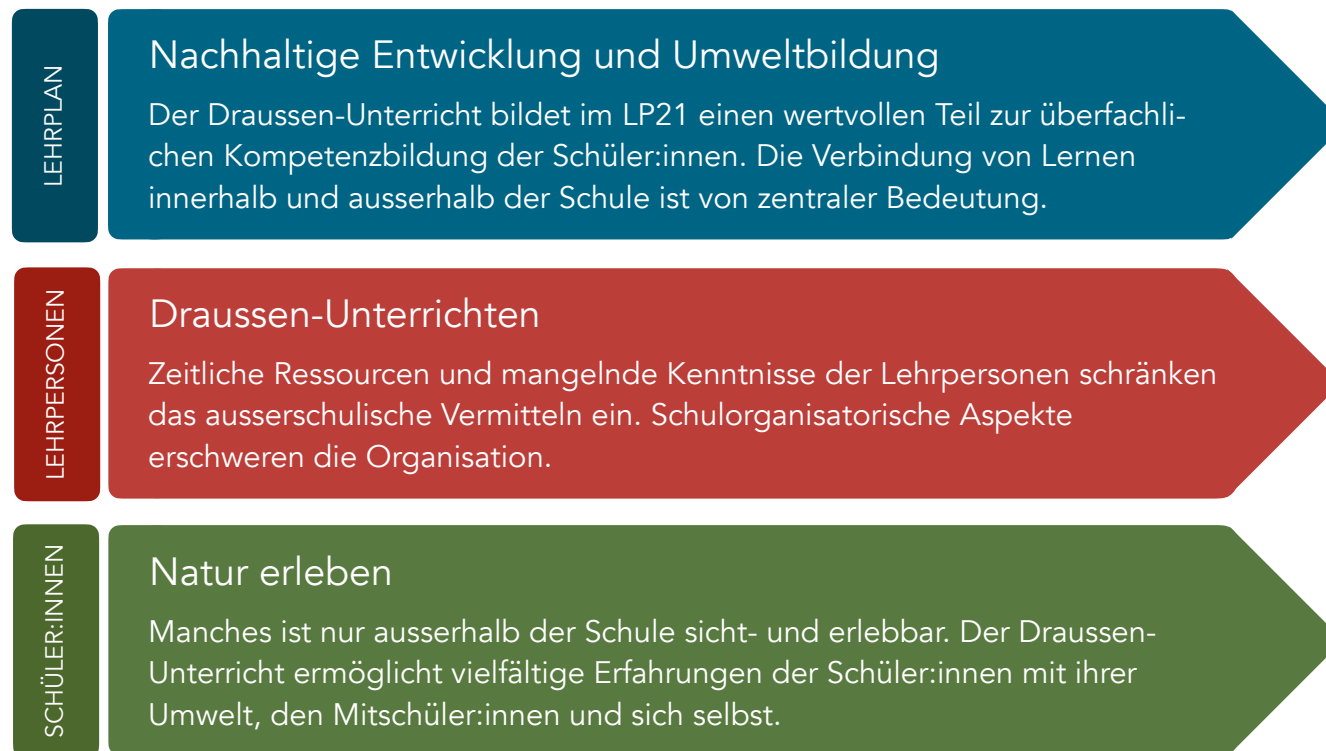 LEHRPLAN
Nachhaltige Entwicklung und Umweltbildung
Der Draussen-Unterricht bildet im LP21 einen wertvollen Teil zur überfachli-
chen Kompetenzbildung der Schüler:innen. Die Verbindung von Lernen
innerhalb und ausserhalb der Schule ist von zentraler Bedeutung.
LEHRPERSONEN
Draussen-Unterrichten
Zeitliche Ressourcen und mangelnde Kenntnisse der Lehrpersonen schränken
das ausserschulische Vermitteln ein. Schulorganisatorische Aspekte
erschweren die Organisation.
SCHÜLER:INNEN
Natur erleben
Manches ist nur ausserhalb der Schule sicht- und erlebbar. Der Draussen-
Unterricht ermöglicht vielfältige Erfahrungen der Schüler:innen mit ihrer
Umwelt, den Mitschüler:innen und sich selbst.